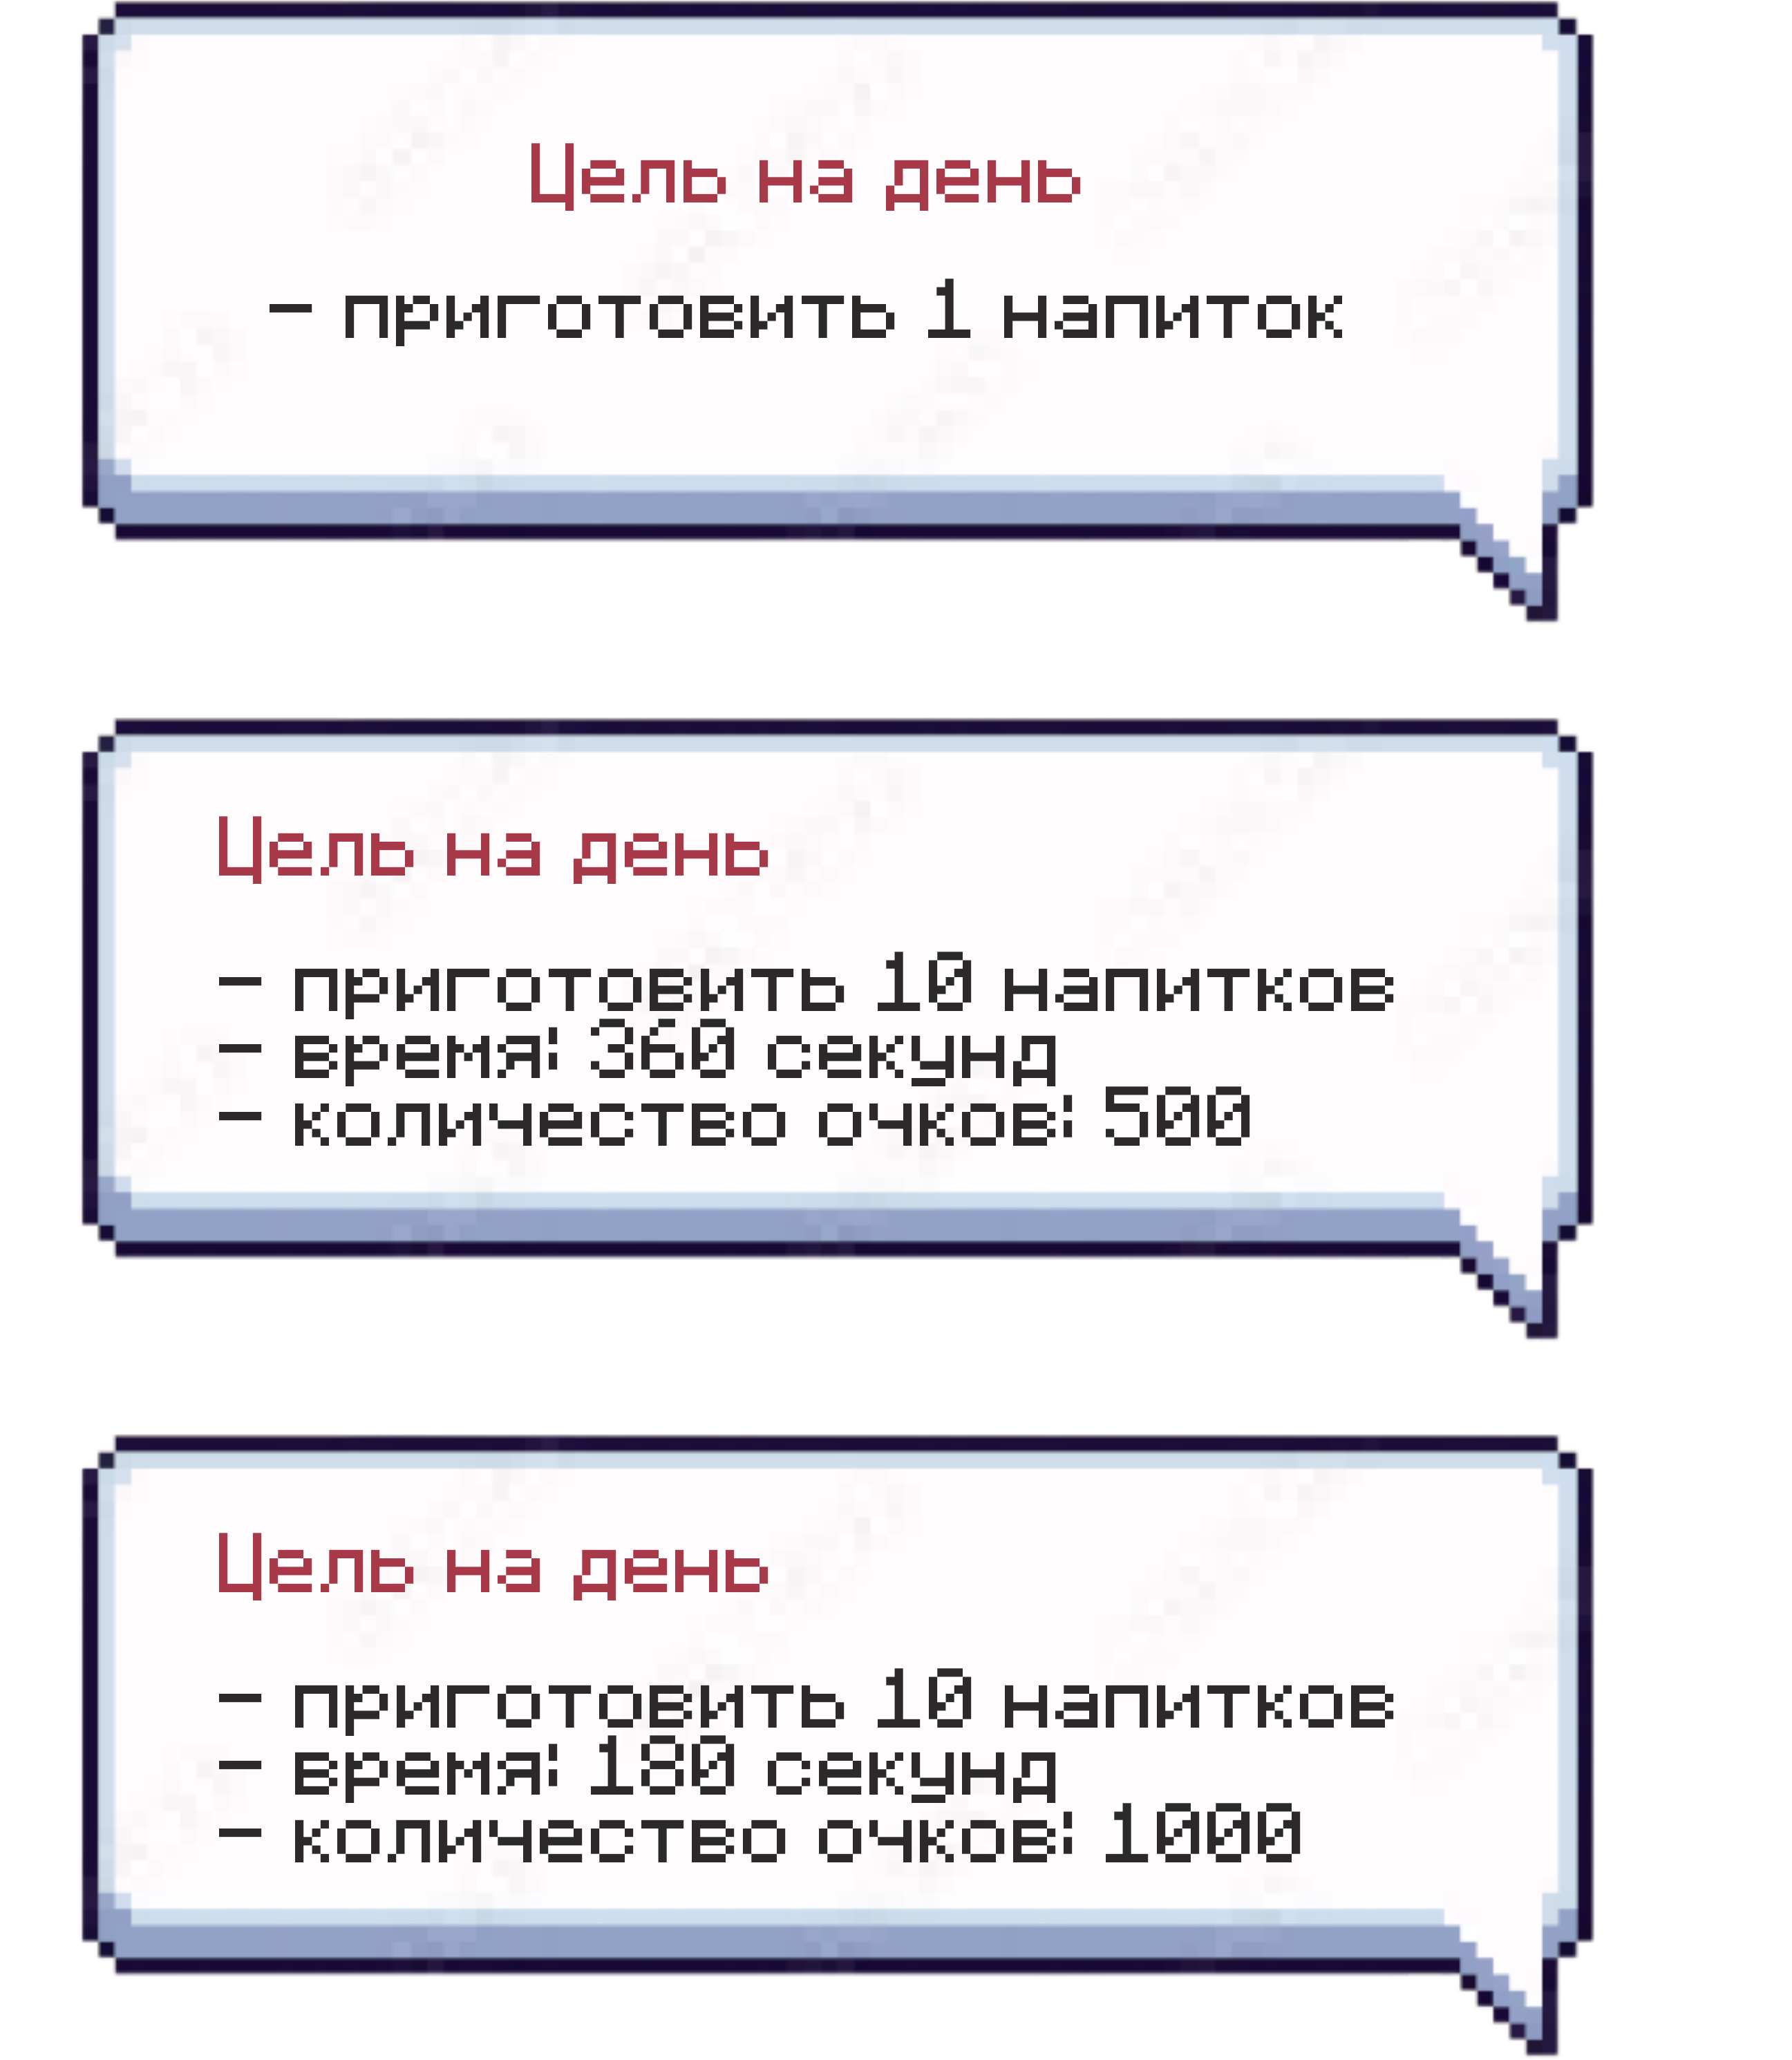 Цель на день
- приготовить 1 напиток
Цель на день
- приготовить 10 напитков
- время: 360 секунд
- количество очков: 500
Цель на день
- приготовить 10 напитков
- время: 180 секунд
- количество очков: 1000